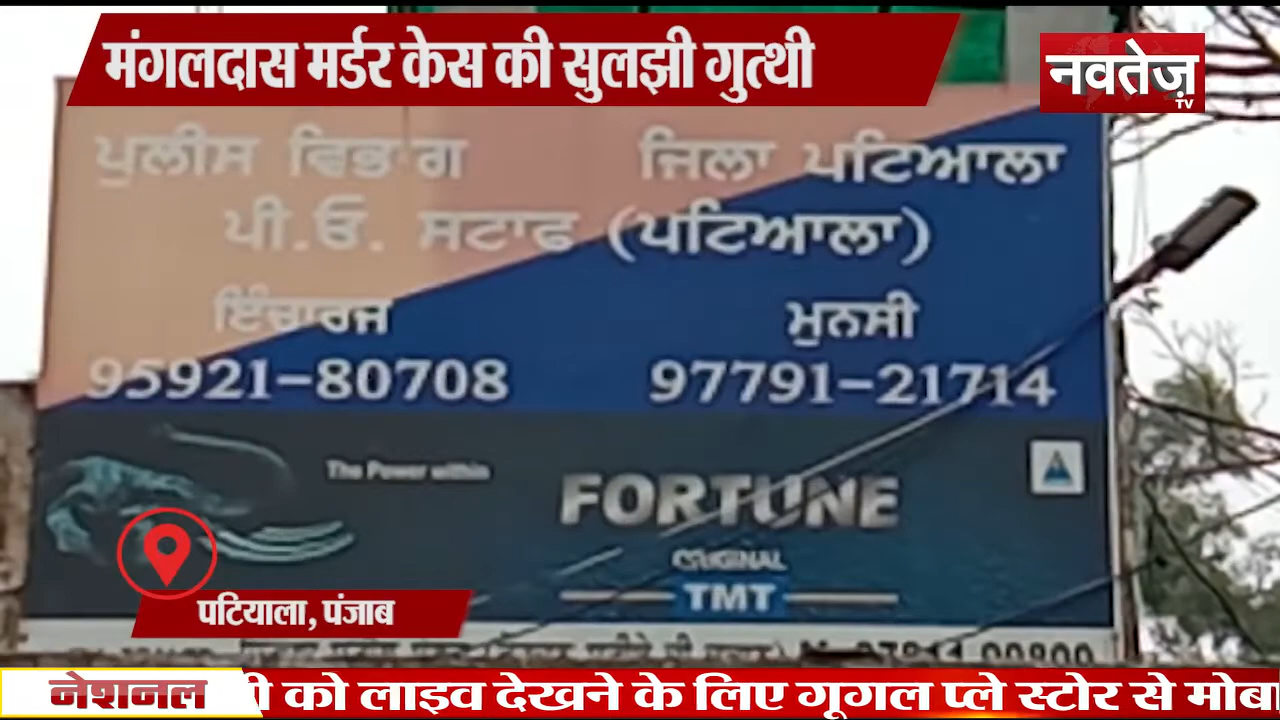 मंगलदास मर्डर केस की सुलझी गुत्थी
नवतेज़
TV
ਪੁਲੀਸ ਵਿਭਾਗ ਜਿਲਾ ਪਟਿਆਲਾ
ਪੀ.ਓ. ਸਟਾਫ (ਪਟਿਆਲਾ)
ਇੰਚਾਰਜ ਮੁਨਸੀ
95921-80708 97791-21714
The Power within
FORTUNE
ORIGINAL
TMT
पटियाला, पंजाब
नेशनल
को लाइव देखने के लिए गूगल प्ले स्टोर से